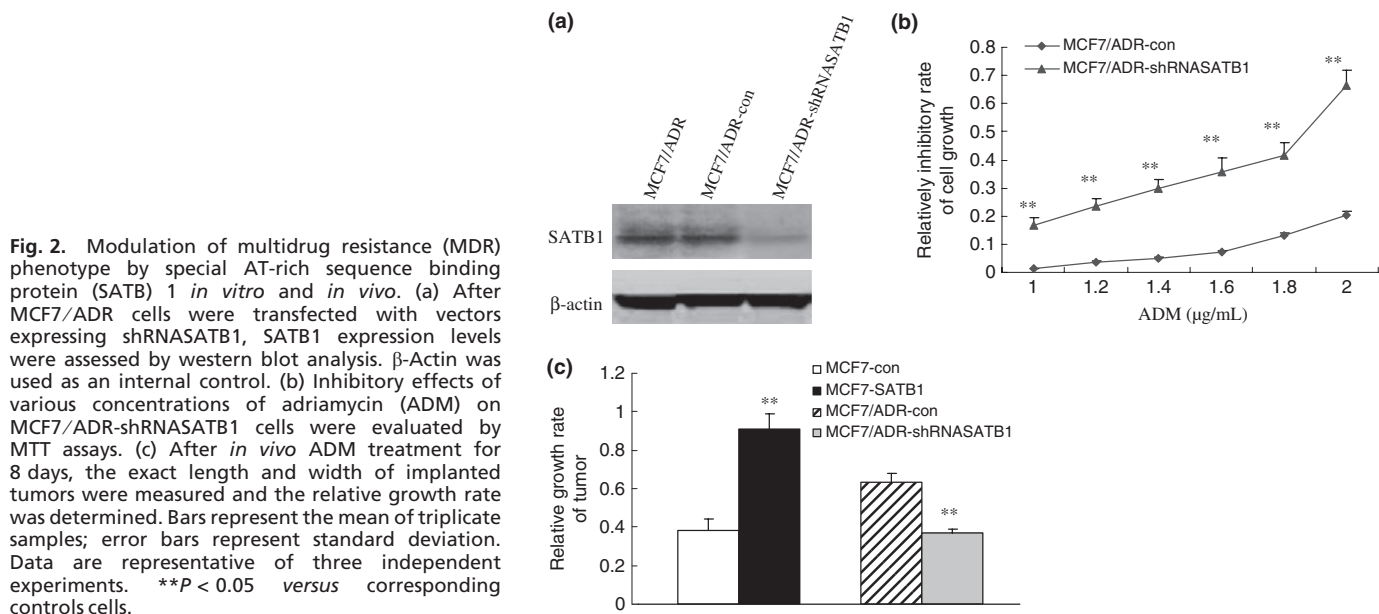 Fig. 2. Modulation of multidrug resistance (MDR)
phenotype by special AT-rich sequence binding
protein (SATB) 1 in vitro and in vivo. (a) After
MCF7/ADR cells were transfected with vectors
expressing shRNASATB1, SATB1 expression levels
were assessed by western blot analysis. β-Actin was
used as an internal control. (b) Inhibitory effects of
various concentrations of adriamycin (ADM) on
MCF7/ADR-shRNASATB1 cells were evaluated by
MTT assays. (c) After in vivo ADM treatment for
8 days, the exact length and width of implanted
tumors were measured and the relative growth rate
was determined. Bars represent the mean of triplicate
samples; error bars represent standard deviation.
Data are representative of three independent
experiments. **P < 0.05 versus corresponding
controls cells.
(a)
MCF7/ADR
MCF7/ADR-con
MCF7/ADR-shRNASATB1
SATB1
β-actin
(b)
MCF7/ADR-con
MCF7/ADR-shRNASATB1
Relatively inhibitory rate
of cell growth
0.8
0.7
0.6
0.5
0.4
0.3
0.2
0.1
0
** ** ** ** ** **
1 1.2 1.4 1.6 1.8 2
ADM (µg/mL)
(c)
MCF7-con
MCF7-SATB1
MCF7/ADR-con
MCF7/ADR-shRNASATB1
Relative growth rate
of tumor
1.2
1
0.8
0.6
0.4
0.2
0
**
**